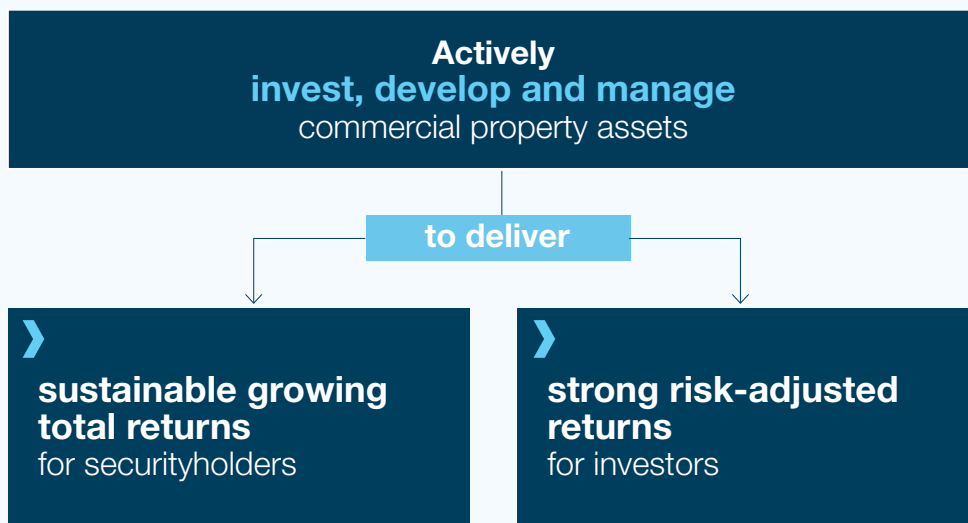 Actively
invest, develop and manage
commercial property assets
to deliver
sustainable growing
total returns
for securityholders
strong risk-adjusted
returns
for investors